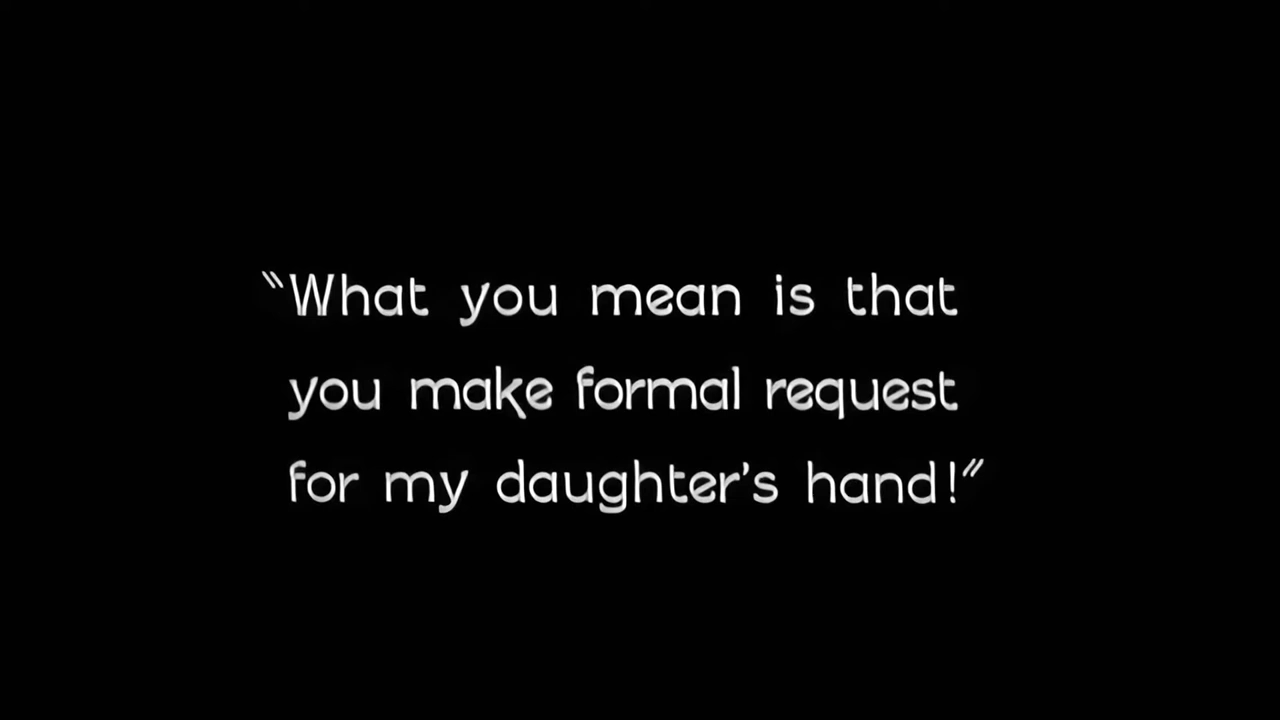 “What you mean is that
you make formal request
for my daughter's hand!”